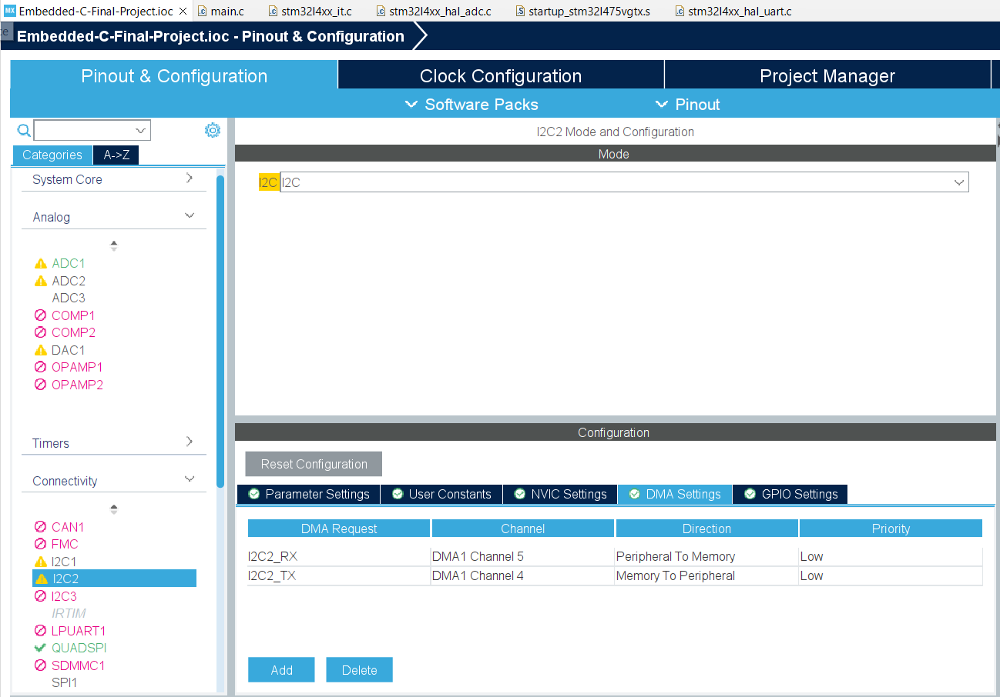 MX Embedded-C-Final-Project.ioc main.c stm32l4xx_it.c stm32l4xx_hal_adc.c startup_stm32l475vgtx.s stm32l4xx_hal_uart.c
ce Embedded-C-Final-Project.ioc - Pinout & Configuration
Pinout & Configuration Clock Configuration Project Manager
Software Packs Pinout
Categories A->Z
System Core
Analog
ADC1
ADC2
ADC3
COMP1
COMP2
DAC1
OPAMP1
OPAMP2
Timers
Connectivity
CAN1
FMC
I2C1
I2C2
I2C3
IRTIM
LPUART1
QUADSPI
SDMMC1
SPI1
I2C2 Mode and Configuration
Mode
I2C I2C
Configuration
Reset Configuration
Parameter Settings User Constants NVIC Settings DMA Settings GPIO Settings
DMA Request Channel Direction Priority
I2C2_RX DMA1 Channel 5 Peripheral To Memory Low
I2C2_TX DMA1 Channel 4 Memory To Peripheral Low
Add Delete